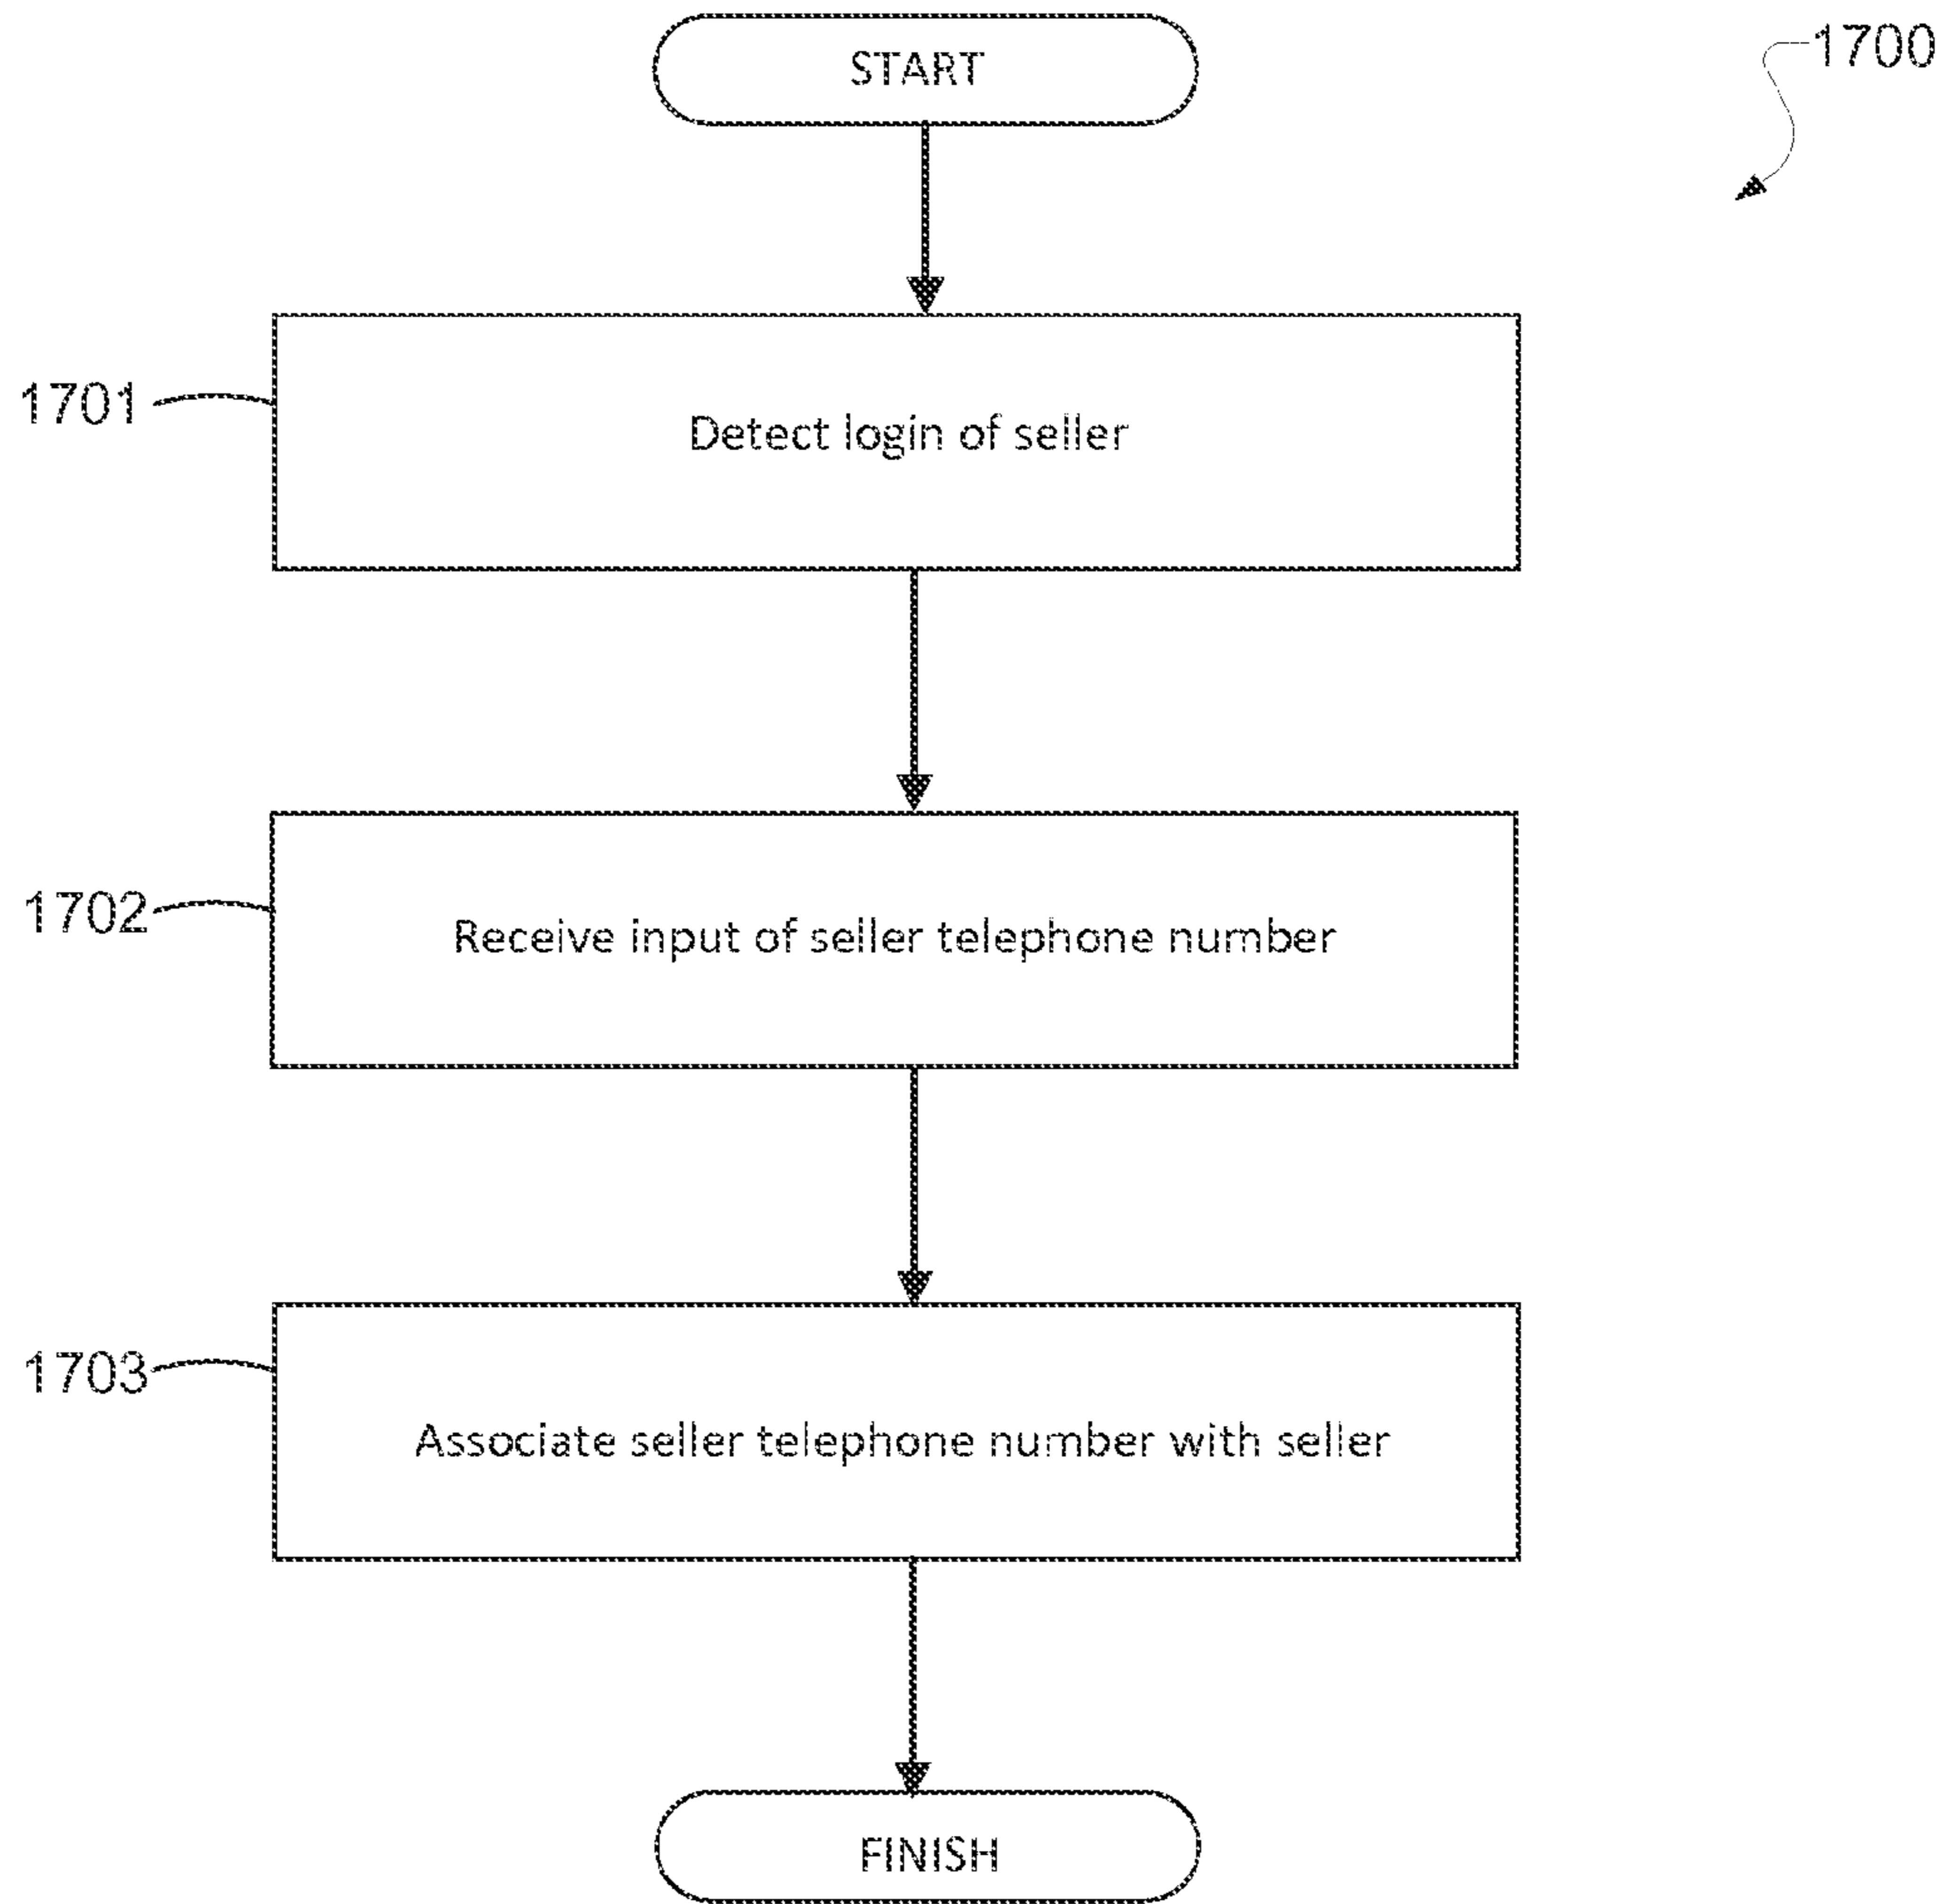 START
1700
1701
Detect login of seller
1702
Receive input of seller telephone number
1703
Associate seller telephone number with seller
FINISH